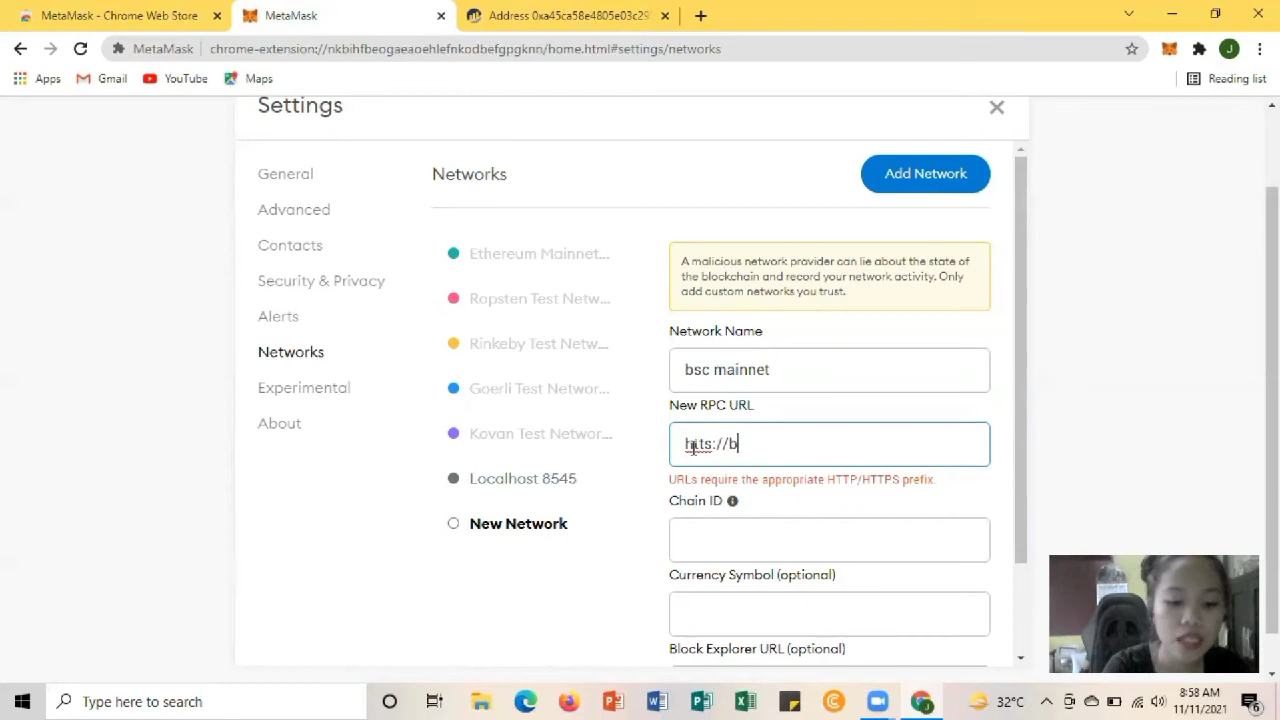 MetaMask - Chrome Web Store
MetaMask
Address 0xa45ca58e4805e03c29
MetaMask
chrome-extension://nkbihfbeogaeaoehlefnkodbefgpgknn/home.html#settings/networks
J
Apps
Gmail
YouTube
Maps
Reading list
Settings
General
Advanced
Contacts
Security & Privacy
Alerts
Networks
Experimental
About
Networks
Add Network
Ethereum Mainnet...
Ropsten Test Netw...
Rinkeby Test Netw...
Goerli Test Networ...
Kovan Test Networ...
Localhost 8545
New Network
A malicious network provider can lie about the state of
the blockchain and record your network activity. Only
add custom networks you trust.
Network Name
bsc mainnet
New RPC URL
hits://b
URLs require the appropriate HTTP/HTTPS prefix.
Chain ID
Currency Symbol (optional)
Block Explorer URL (optional)
Type here to search
32°C
8:58 AM
11/11/2021
6